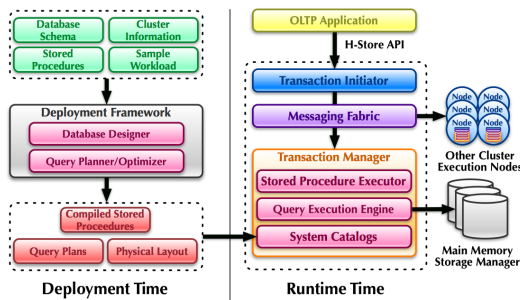 Database
Schema
Cluster
Information
Stored
Procedures
Sample
Workload
Deployment Framework
Database Designer
Query Planner/Optimizer
Compiled Stored
Proceedures
Query Plans
Physical Layout
Deployment Time
OLTP Application
H-Store API
Transaction Initiator
Messaging Fabric
Transaction Manager
Stored Procedure Executor
Query Execution Engine
System Catalogs
Node
Node
Node
Node
Node
Node
Other Cluster
Execution Nodes
Main Memory
Storage Manager
Runtime Time